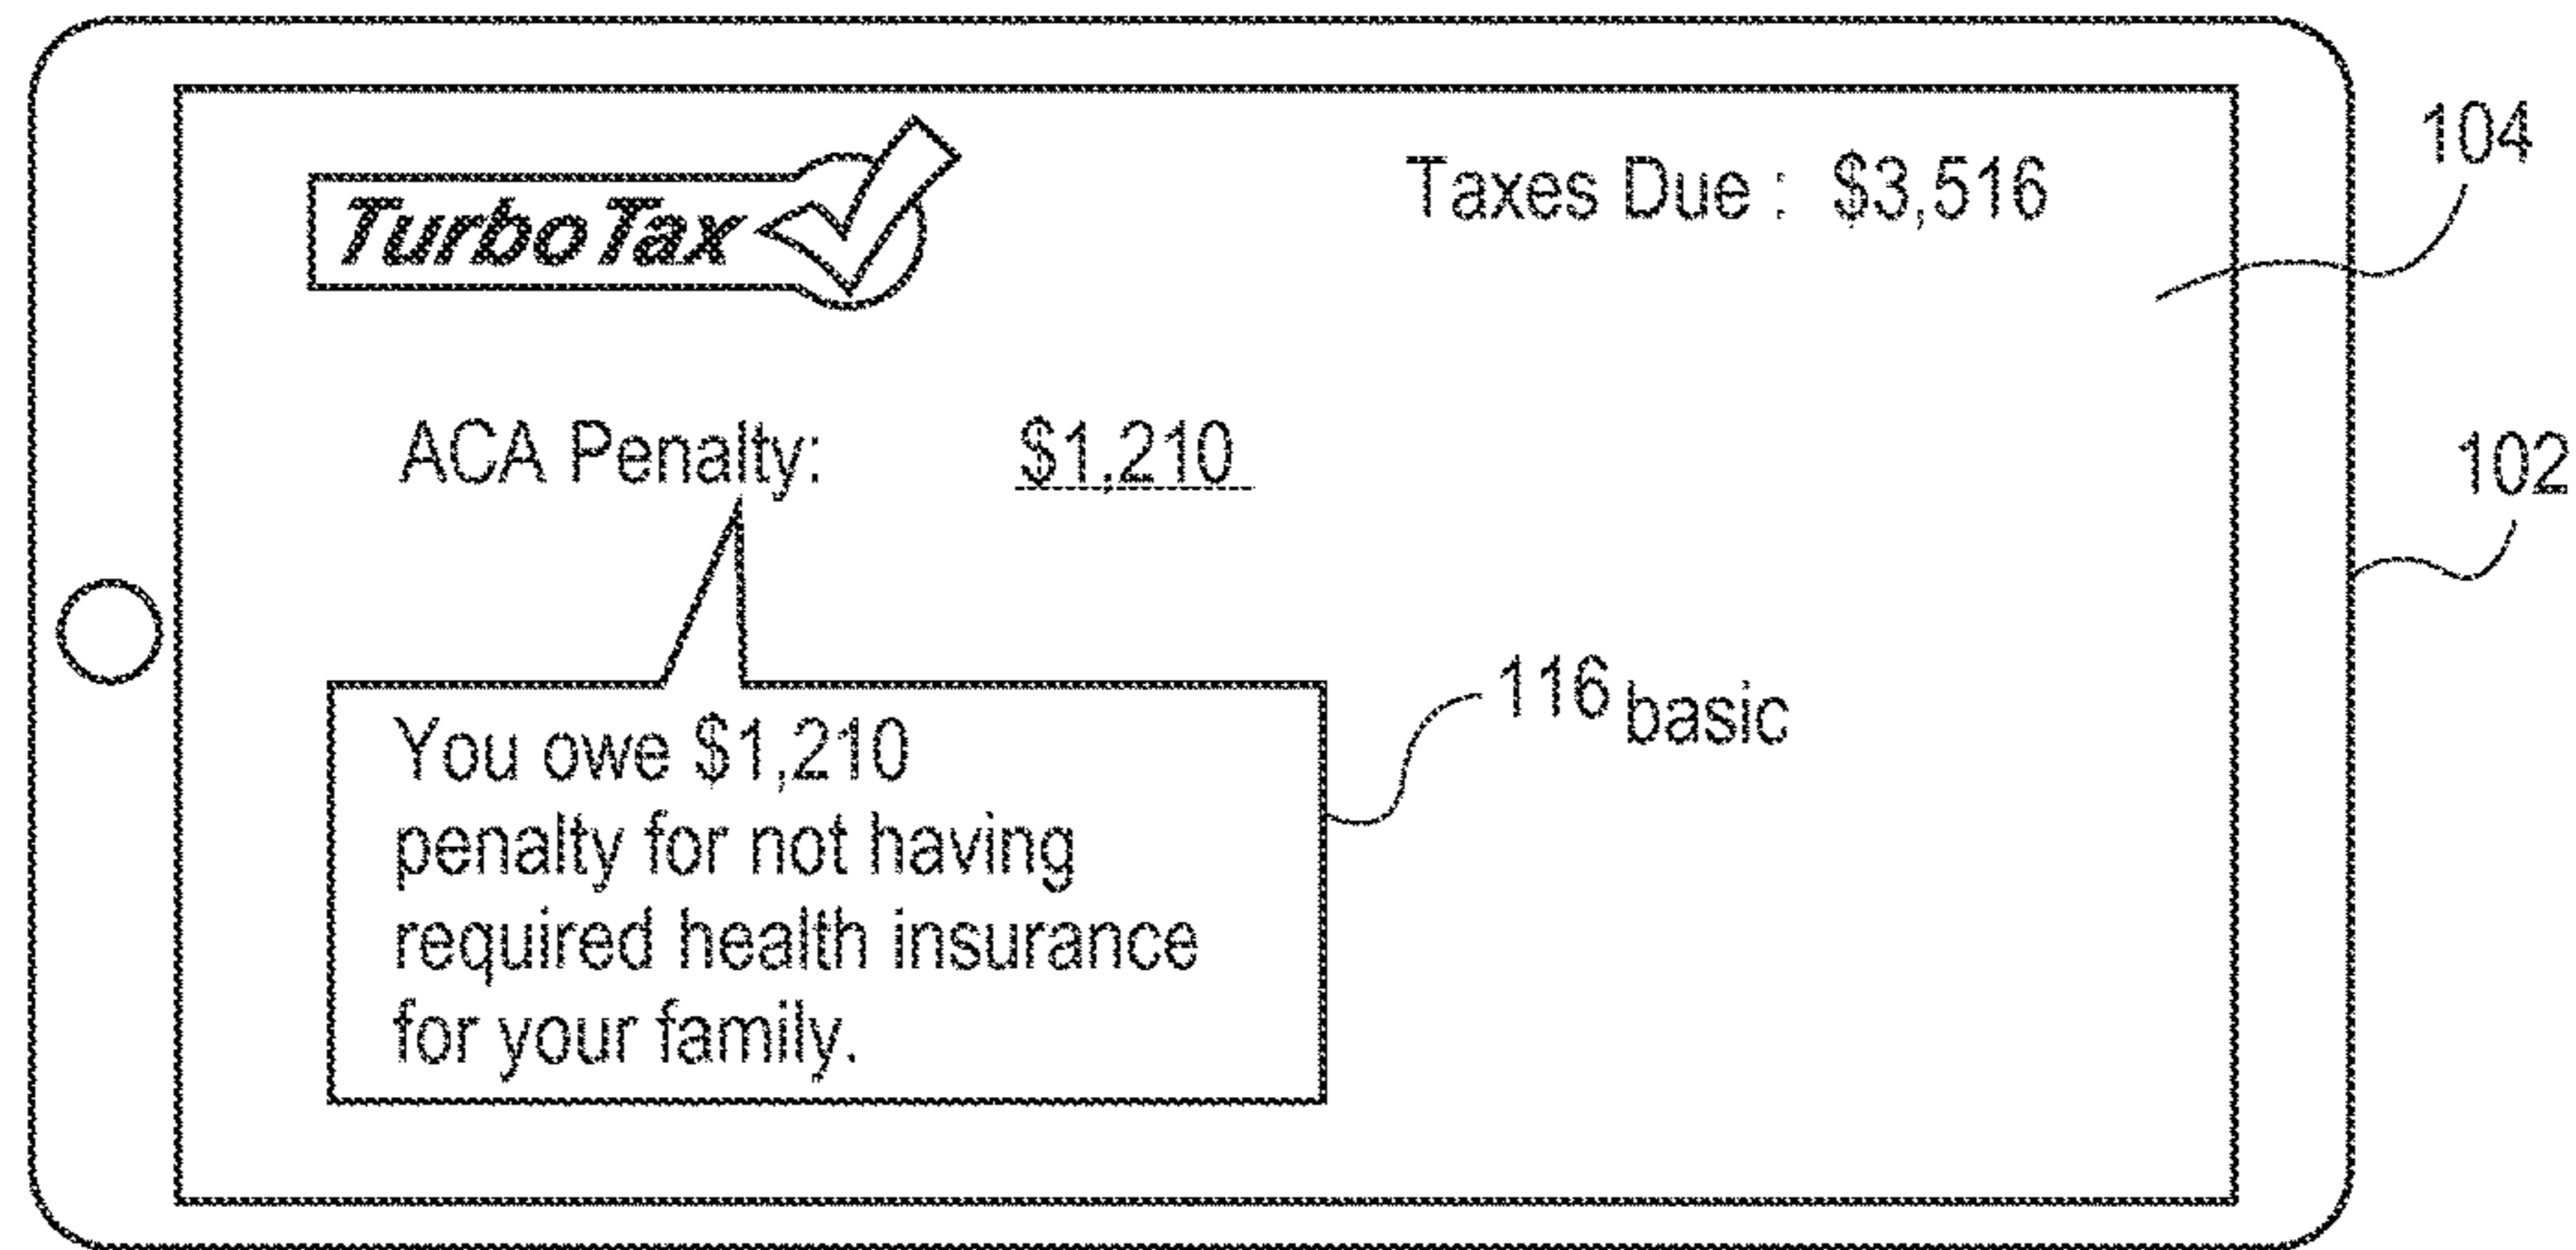 TurboTax
Taxes Due : $3,516
104
ACA Penalty: $1,210
102
116 basic
You owe $1,210
penalty for not having
required health insurance
for your family.